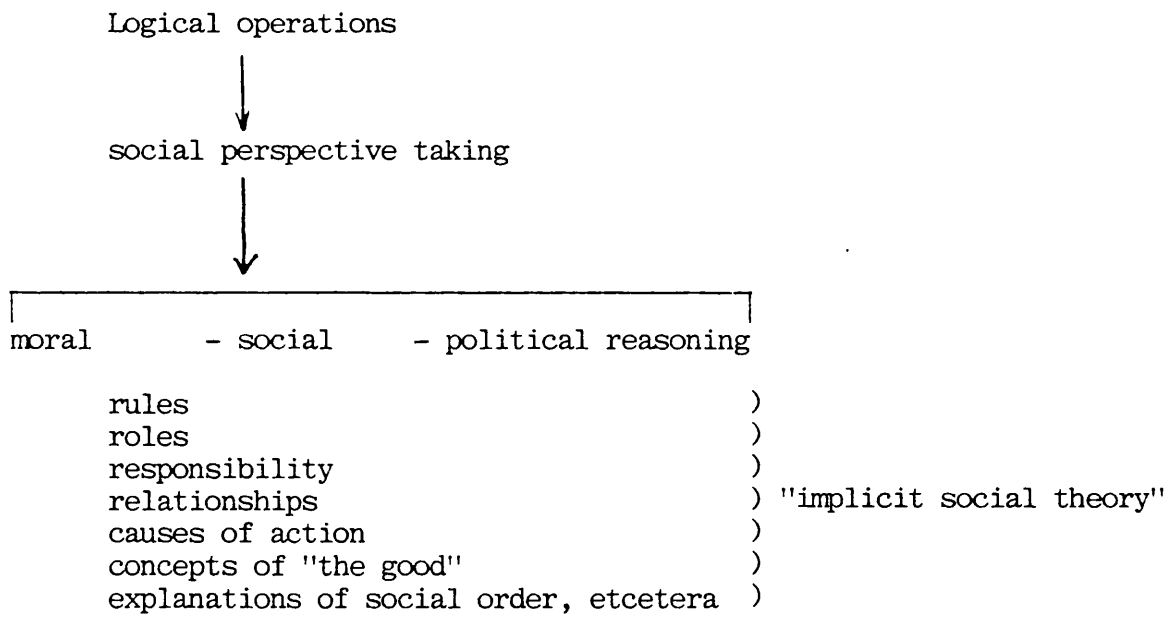 Logical operations
social perspective taking
moral - social - political reasoning
rules )
roles )
responsibility )
relationships ) "implicit social theory"
causes of action )
concepts of "the good" )
explanations of social order, etcetera )